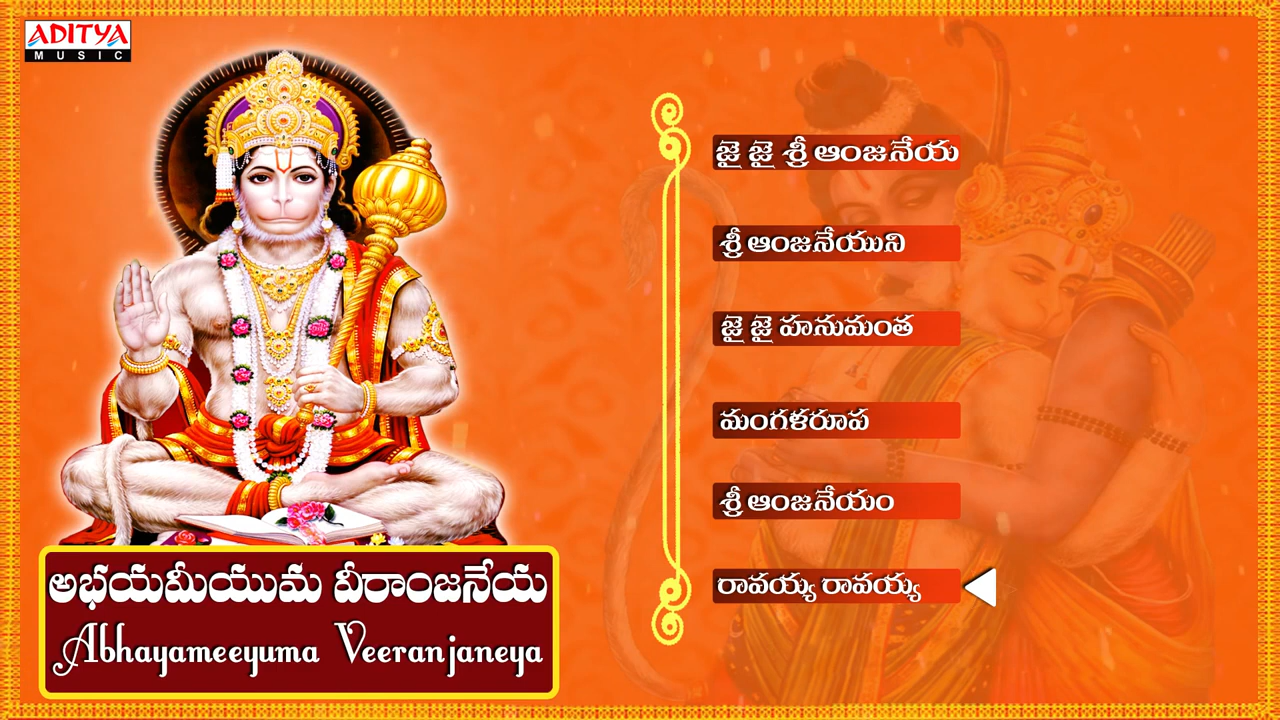 ADITYA
MUSIC
జై జై శ్రీ ఆంజనేయ
శ్రీ ఆంజనేయుని
జై జై హనుమంత
మంగళరూప
శ్రీ ఆంజనేయం
రావయ్య రావయ్య
అభయమీయుమ వీరాంజనేయ
Abhayameeyuma Veeranjaneya